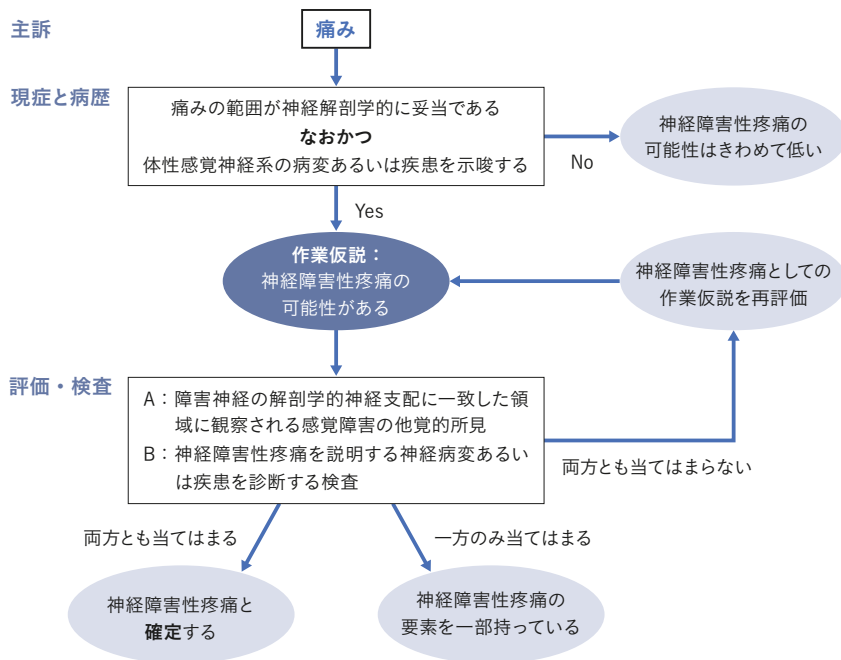 主訴
痛み
現症と病歴
痛みの範囲が神経解剖学的に妥当である
なおかつ
体性感覚神経系の病変あるいは疾患を示唆する
No
神経障害性疼痛の
可能性はきわめて低い
Yes
作業仮説：
神経障害性疼痛の
可能性がある
神経障害性疼痛としての
作業仮説を再評価
評価・検査
A：障害神経の解剖学的神経支配に一致した領
域に観察される感覚障害の他覚的所見
B：神経障害性疼痛を説明する神経病変あるい
は疾患を診断する検査
両方とも当てはまらない
両方とも当てはまる
一方のみ当てはまる
神経障害性疼痛と
確定する
神経障害性疼痛の
要素を一部持っている